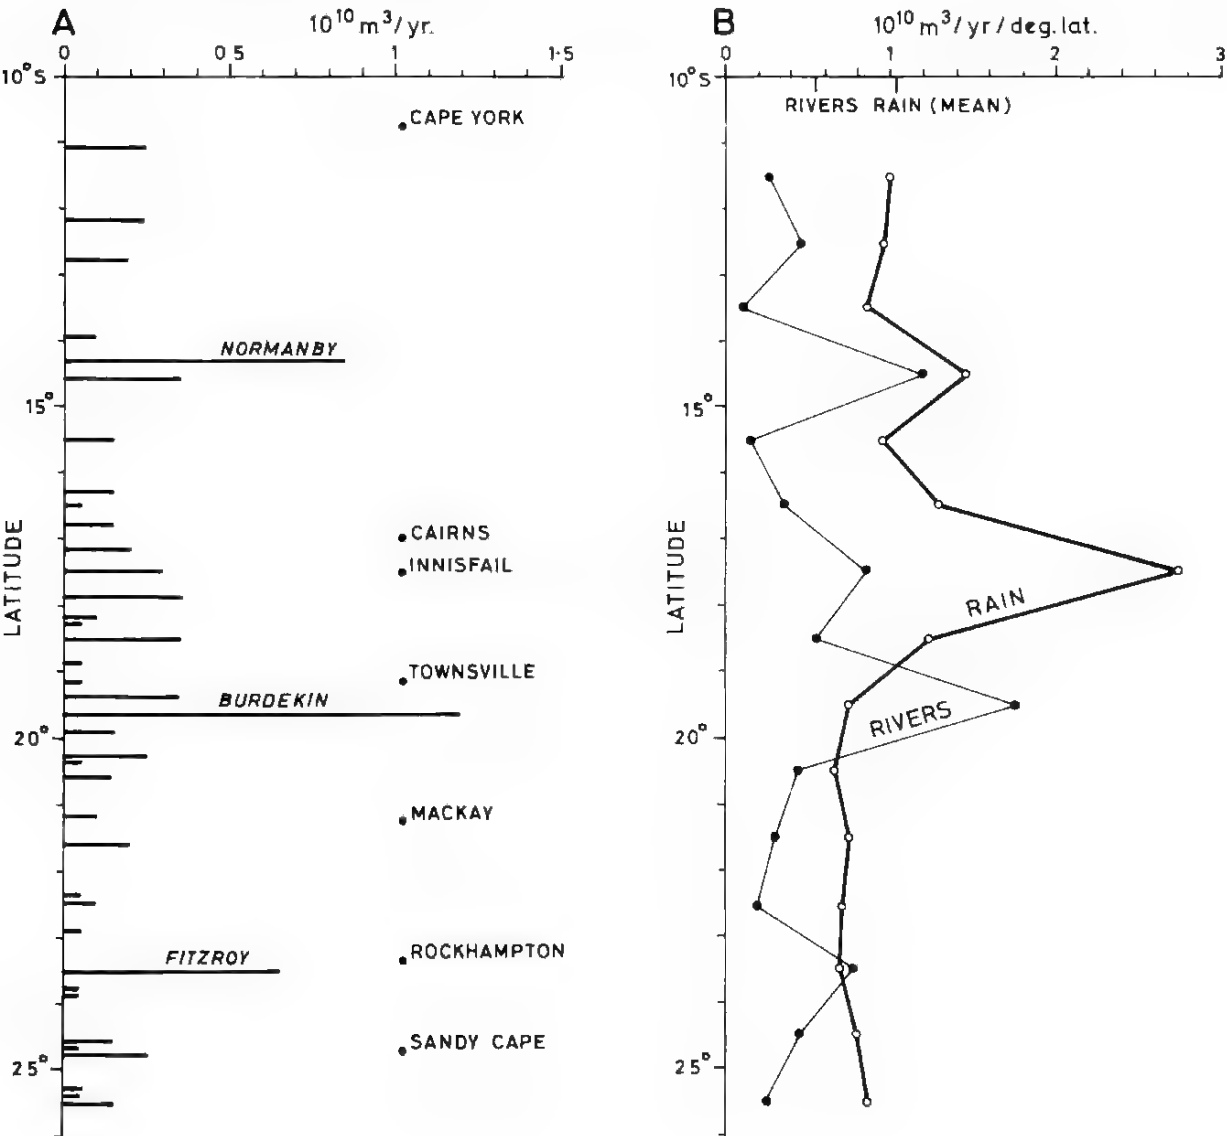 A
10¹⁰ m³/yr.
0 0 5 1 1·5
10°S
CAPE YORK
NORMANBY
15°
CAIRNS
INNISFAIL
LATITUDE
TOWNSVILLE
BURDEKIN
20°
MACKAY
FITZROY
ROCKHAMPTON
SANDY CAPE
25°
B
10¹⁰ m³/yr/deg.lat.
0 1 2 3
10°S
RIVERS RAIN (MEAN)
15°
LATITUDE
RAIN
RIVERS
20°
25°